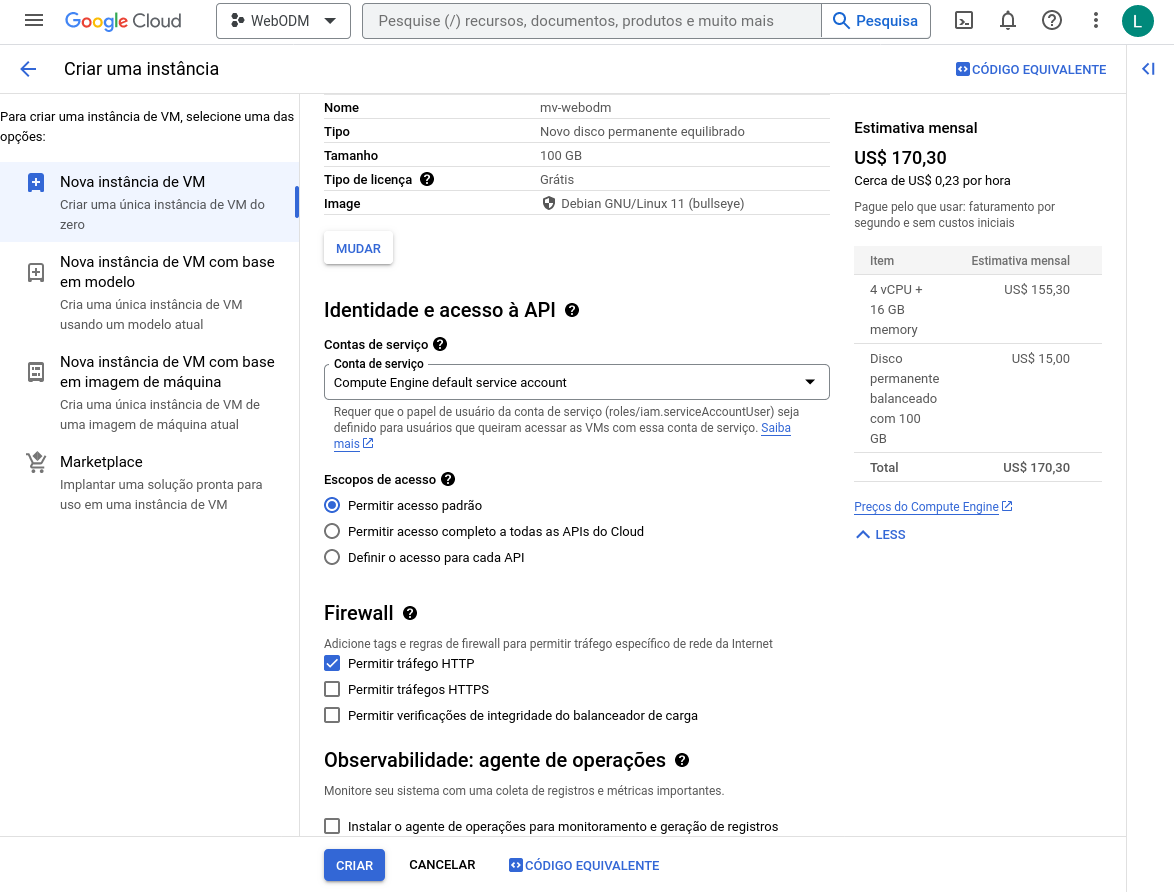 Google Cloud
WebODM
Pesquise (/) recursos, documentos, produtos e muito mais
Pesquisa
L
Criar uma instância
CÓDIGO EQUIVALENTE
Para criar uma instância de VM, selecione uma das
opções:
Nova instância de VM
Criar uma única instância de VM do
zero
Nova instância de VM com base
em modelo
Cria uma única instância de VM
usando um modelo atual
Nova instância de VM com base
em imagem de máquina
Cria uma única instância de VM de
uma imagem de máquina atual
Marketplace
Implantar uma solução pronta para
uso em uma instância de VM
Nome mv-webodm
Tipo Novo disco permanente equilibrado
Tamanho 100 GB
Tipo de licença Grátis
Image Debian GNU/Linux 11 (bullseye)
MUDAR
Identidade e acesso à API
Contas de serviço
Conta de serviço
Compute Engine default service account
Requer que o papel de usuário da conta de serviço (roles/iam.serviceAccountUser) seja
definido para usuários que queiram acessar as VMs com essa conta de serviço. Saiba
mais
Escopos de acesso
Permitir acesso padrão
Permitir acesso completo a todas as APIs do Cloud
Definir o acesso para cada API
Firewall
Adicione tags e regras de firewall para permitir tráfego específico de rede da Internet
Permitir tráfego HTTP
Permitir tráfegos HTTPS
Permitir verificações de integridade do balanceador de carga
Observabilidade: agente de operações
Monitore seu sistema com uma coleta de registros e métricas importantes.
Instalar o agente de operações para monitoramento e geração de registros
CRIAR
CANCELAR
CÓDIGO EQUIVALENTE
Estimativa mensal
US$ 170,30
Cerca de US$ 0,23 por hora
Pague pelo que usar: faturamento por
segundo e sem custos iniciais
Item Estimativa mensal
4 vCPU + US$ 155,30
16 GB
memory
Disco US$ 15,00
permanente
balanceado
com 100
GB
Total US$ 170,30
Preços do Compute Engine
LESS